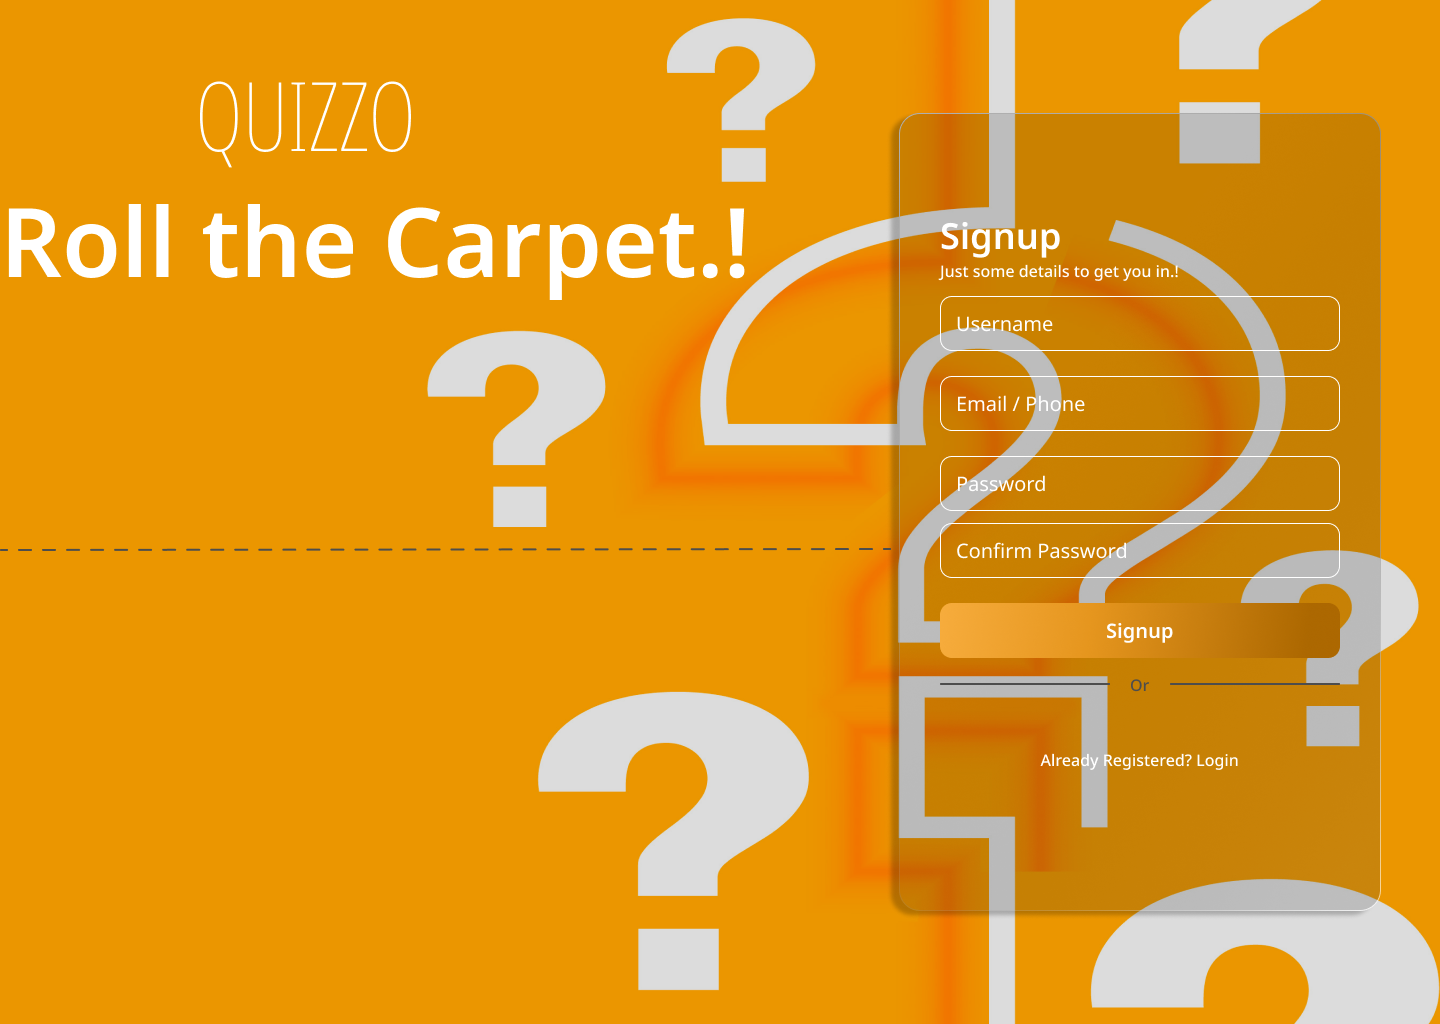 QUIZZO
Roll the Carpet.!
Signup
Just some details to get you in.!
Username
Email / Phone
Password
Confirm Password
Signup
Or
Already Registered? Login